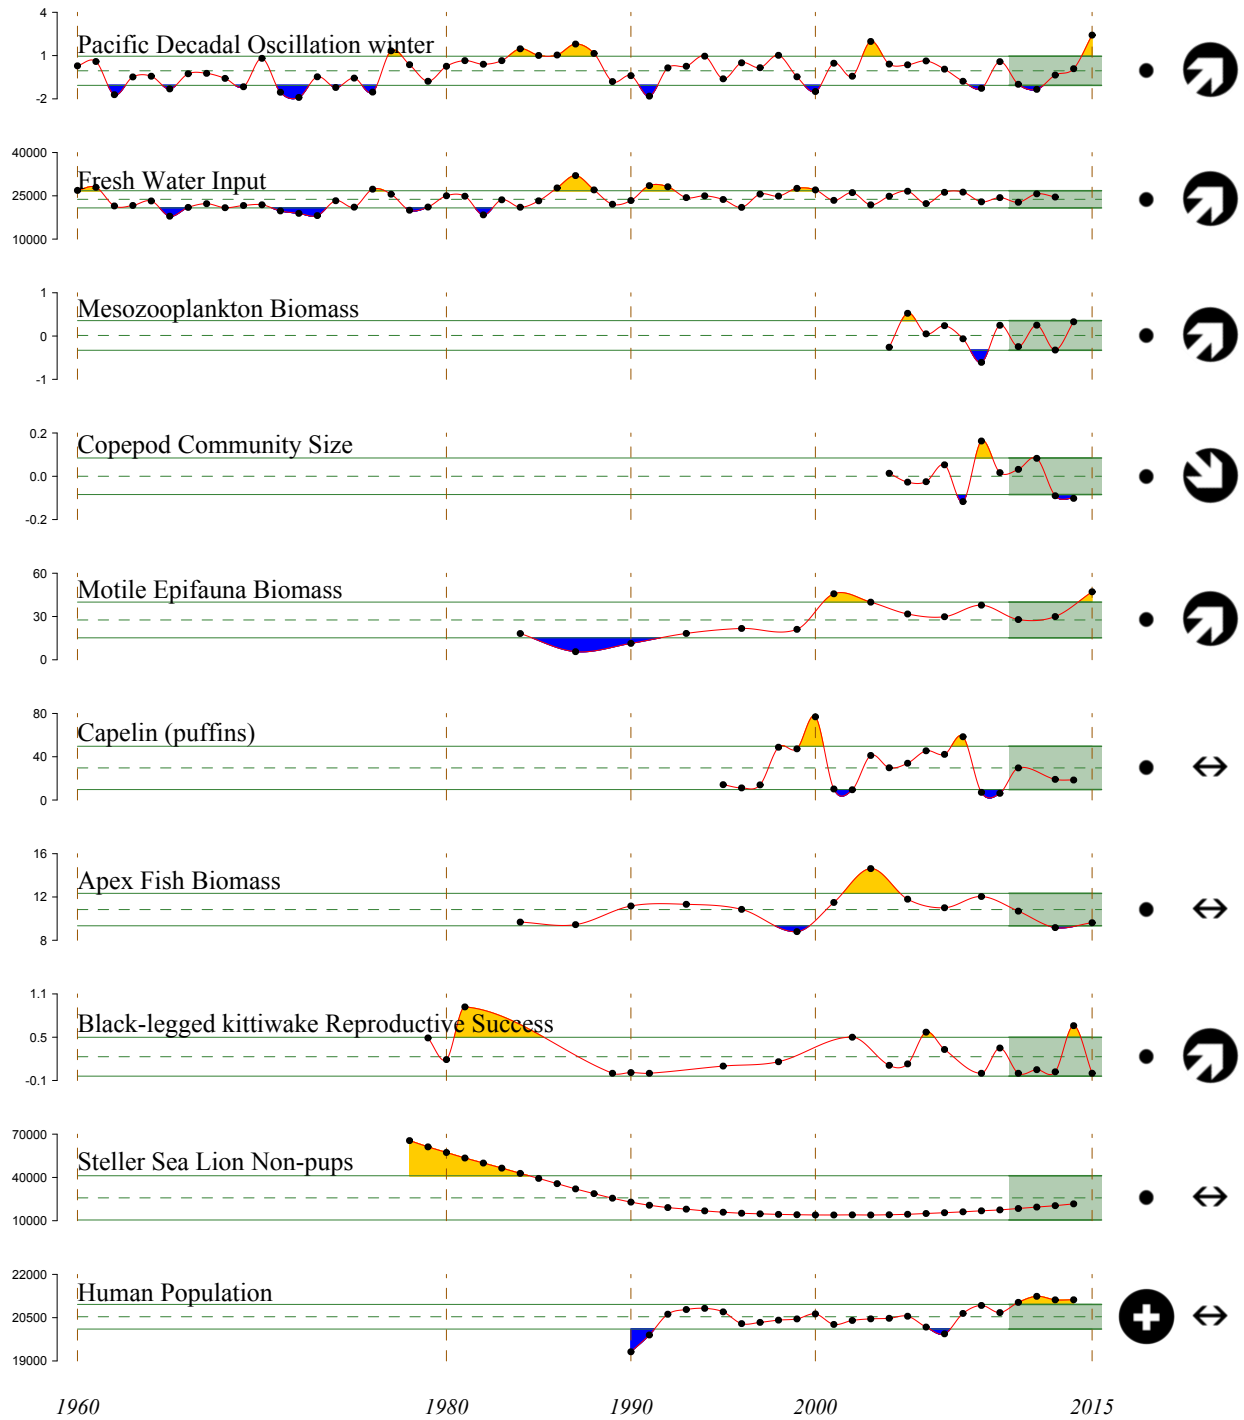 4
Pacific Decadal Oscillation winter
1
-2
40000
Fresh Water Input
25000
10000
1
Mesozooplankton Biomass
0
-1
0.2
Copepod Community Size
0.0
-0.2
60
Motile Epifauna Biomass
30
0
80
Capelin (puffins)
40
0
16
Apex Fish Biomass
12
8
1.1
Black-legged kittiwake Reproductive Success
0.5
-0.1
70000
Steller Sea Lion Non-pups
40000
10000
22000
Human Population
20500
19000
1960 1980 1990 2000 2015